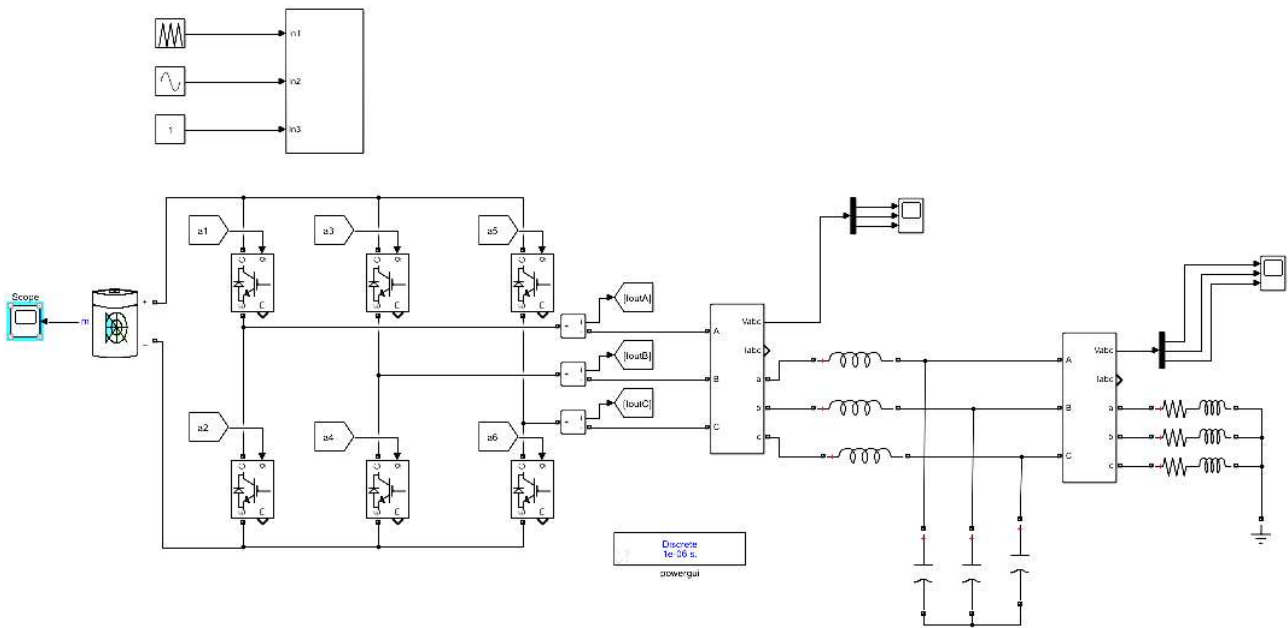 In1
In2
1
In3
a1
a3
a5
Scope
m
+
[IoutA]
Vabc
A
Iabc
[IoutB]
Vabc
A
a
B
Iabc
[IoutC]
b
B
a
C
b
c
C
c
a2
a4
a6
g
C
E
g
C
E
g
C
E
g
C
E
g
C
E
g
C
E
Discrete
1e-06 s.
powergui